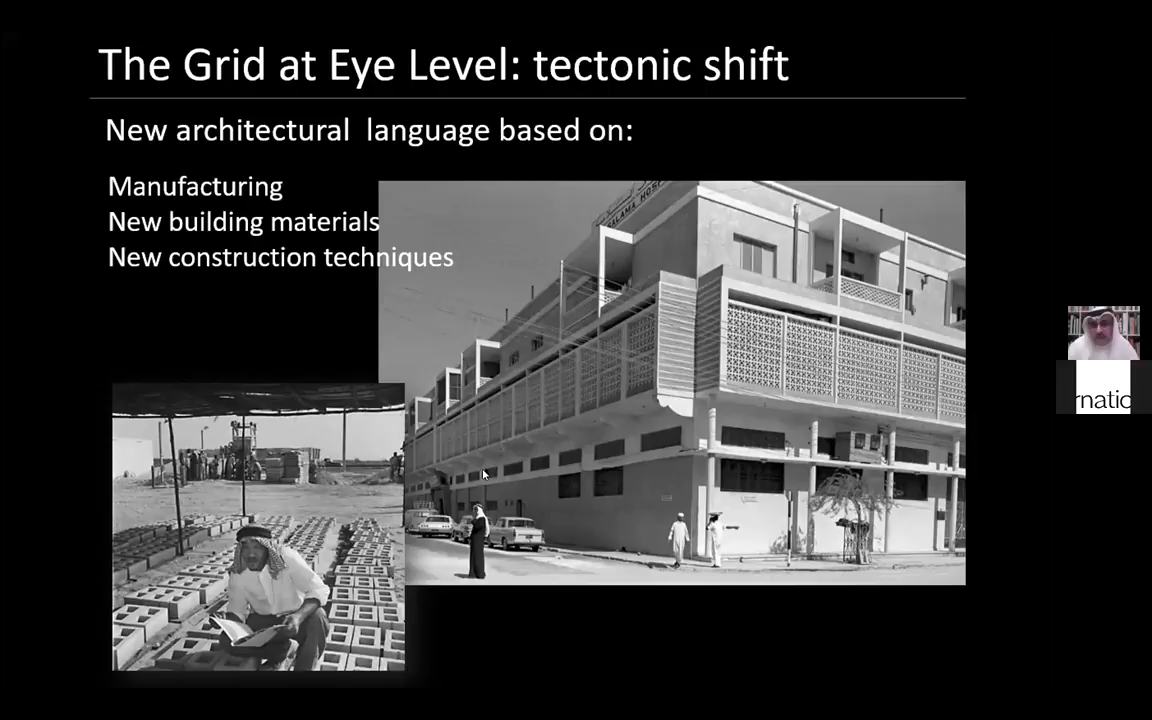 The Grid at Eye Level: tectonic shift
New architectural language based on:
Manufacturing
New building materials
New construction techniques
rnatic